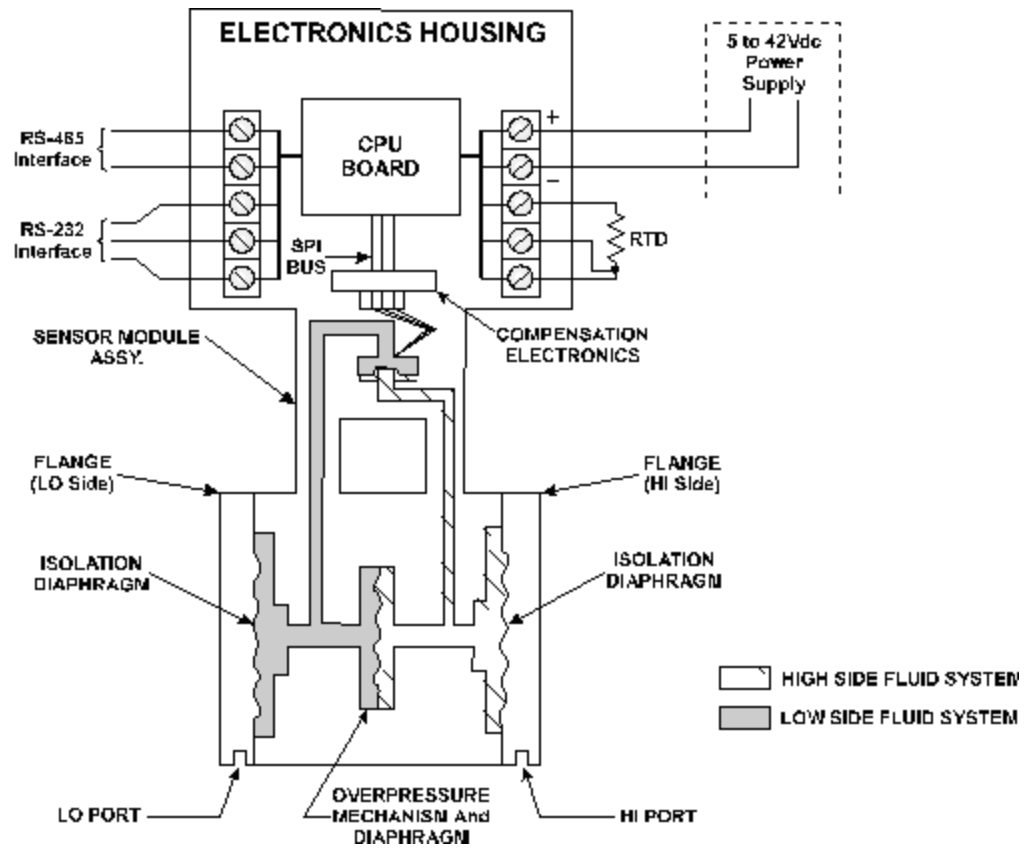 ELECTRONICS HOUSING
5 to 42Vdc
Power
Supply
RS-485
Interface
CPU
BOARD
+
–
RS-232
Interface
RTD
SPI
BUS
SENSOR MODULE
ASSY.
COMPENSATION
ELECTRONICS
FLANGE
(LO Side)
FLANGE
(HI Side)
ISOLATION
DIAPHRAGM
ISOLATION
DIAPHRAGM
HIGH SIDE FLUID SYSTEM
LOW SIDE FLUID SYSTEM
LO PORT
OVERPRESSURE
MECHANISM and
DIAPHRAGM
HI PORT